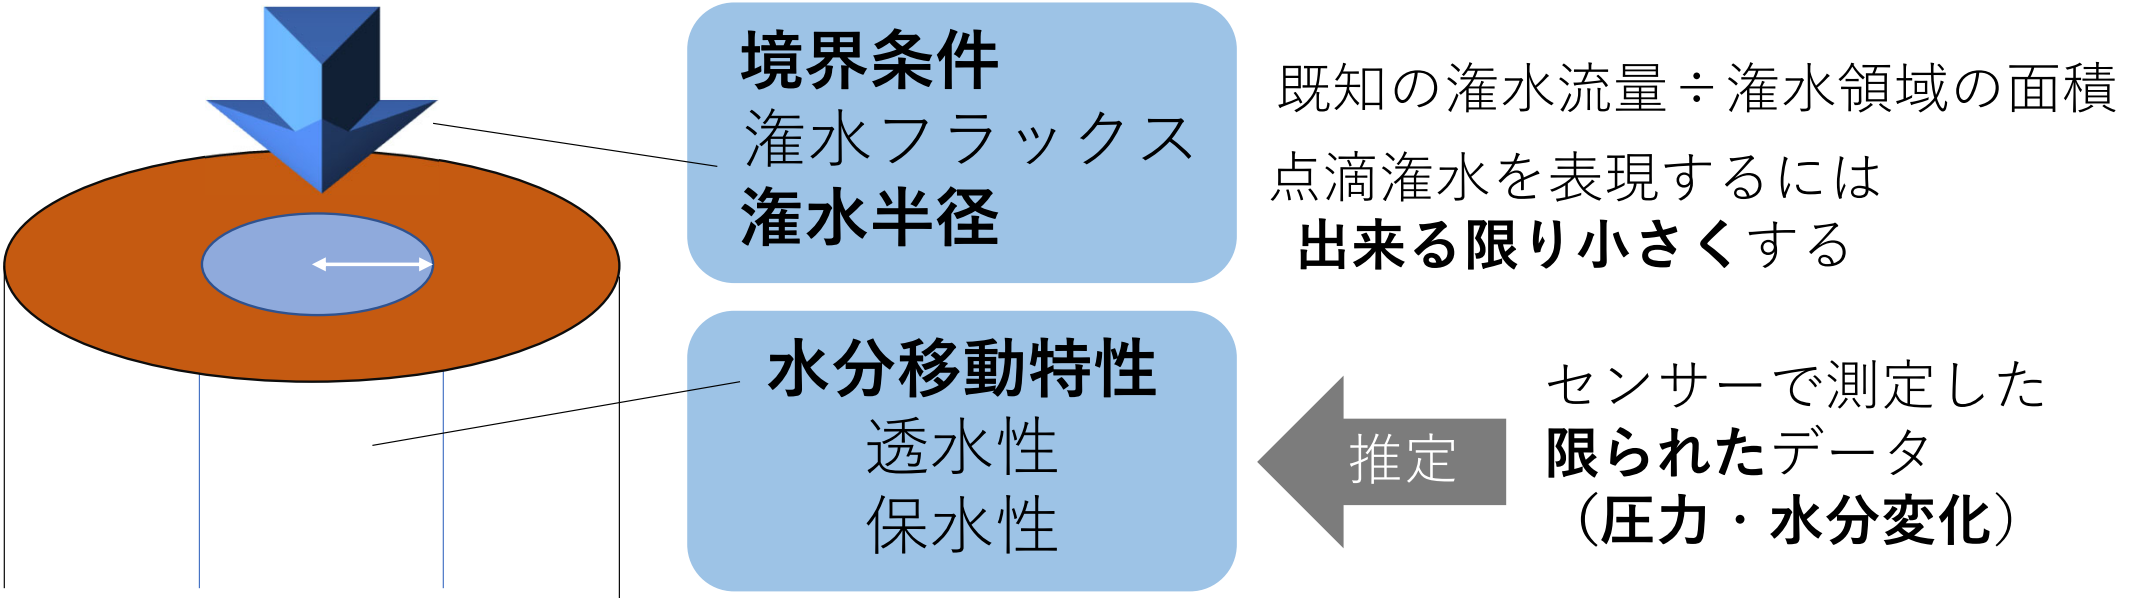 境界条件
潅水フラックス
潅水半径
既知の潅水流量÷潅水領域の面積
点滴潅水を表現するには
出来る限り小さくする
水分移動特性
透水性
保水性
推定
センサーで測定した
限られたデータ
（圧力・水分変化）